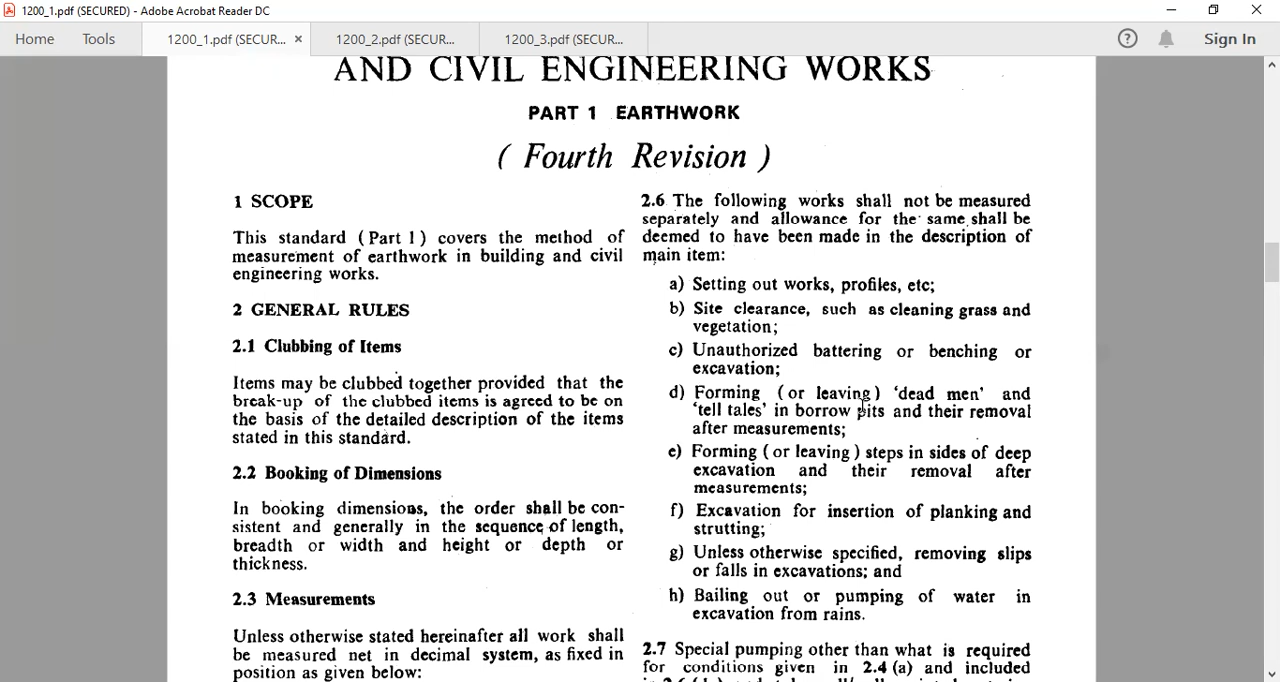 1200_1.pdf (SECURED) - Adobe Acrobat Reader DC
Home Tools 1200_1.pdf (SECUR... × 1200_2.pdf (SECUR... 1200_3.pdf (SECUR... Sign In
AND CIVIL ENGINEERING WORKS
PART 1 EARTHWORK
( Fourth Revision )
1 SCOPE
This standard ( Part 1 ) covers the method of
measurement of earthwork in building and civil
engineering works.
2 GENERAL RULES
2.1 Clubbing of Items
Items may be clubbed together provided that the
break-up of the clubbed items is agreed to be on
the basis of the detailed description of the items
stated in this standard.
2.2 Booking of Dimensions
In booking dimensions, the order shall be con-
sistent and generally in the sequence of length,
breadth or width and height or depth or
thickness.
2.3 Measurements
Unless otherwise stated hereinafter all work shall
be measured net in decimal system, as fixed in
position as given below:
2.6 The following works shall not be measured
separately and allowance for the same shall be
deemed to have been made in the description of
main item:
a) Setting out works, profiles, etc;
b) Site clearance, such as cleaning grass and
vegetation;
c) Unauthorized battering or benching or
excavation;
d) Forming ( or leaving ) 'dead men' and
'tell tales' in borrow pits and their removal
after measurements;
e) Forming ( or leaving ) steps in sides of deep
excavation and their removal after
measurements;
f) Excavation for insertion of planking and
strutting;
g) Unless otherwise specified, removing slips
or falls in excavations; and
h) Bailing out or pumping of water in
excavation from rains.
2.7 Special pumping other than what is required
for conditions given in 2.4 (a) and included